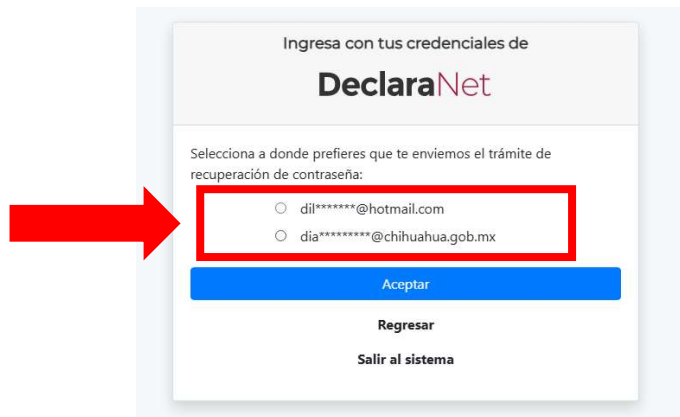 Ingresa con tus credenciales de
DeclaraNet
Selecciona a donde prefieres que te enviemos el trámite de
recuperación de contraseña:
dil*******@hotmail.com
dia*********@chihuahua.gob.mx
Aceptar
Regresar
Salir al sistema